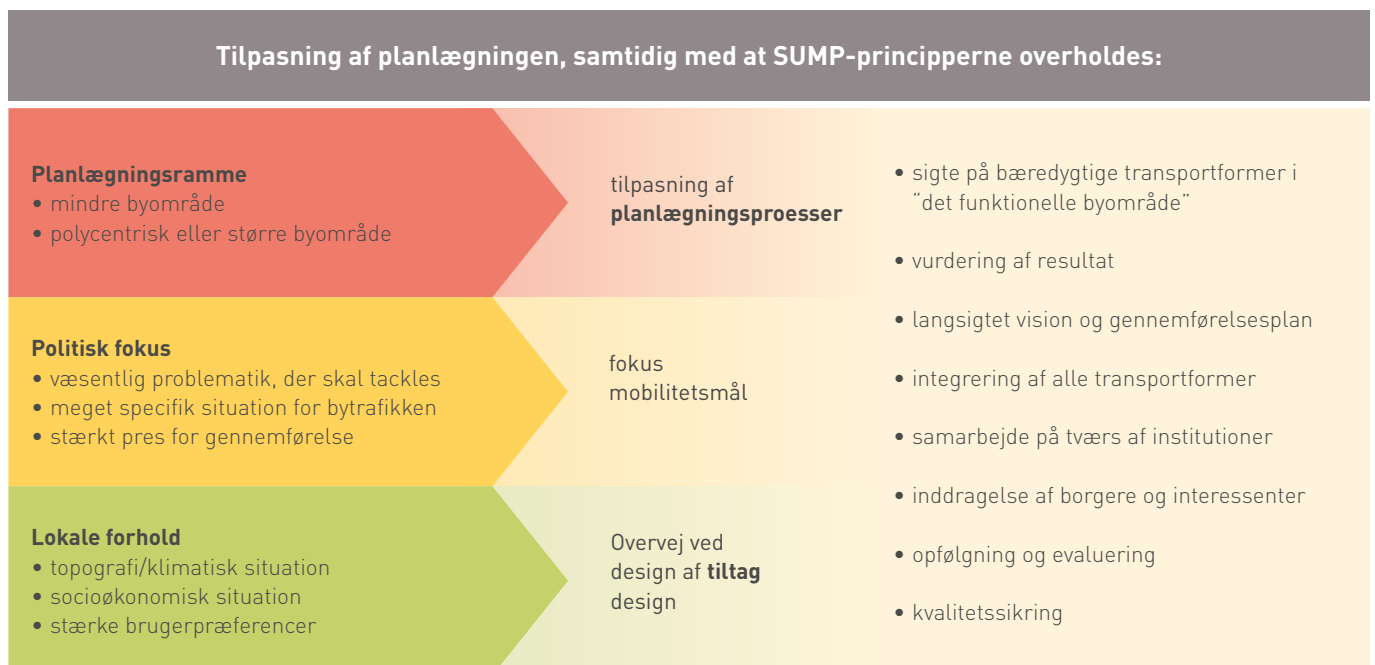 Tilpasning af planlægningen, samtidig med at SUMP-principperne overholdes:
Planlægningsramme
• mindre byområde
• polycentrisk eller større byområde
tilpasning af
planlægningsproesser
Politisk fokus
• væsentlig problematik, der skal tackles
• meget specifik situation for bytrafikken
• stærkt pres for gennemførelse
fokus
mobilitetsmål
Lokale forhold
• topografi/klimatisk situation
• socioøkonomisk situation
• stærke brugerpræferencer
Overvej ved
design af tiltag
design
• sigte på bæredygtige transportformer i
“det funktionelle byområde”
• vurdering af resultat
• langsigtet vision og gennemførelsesplan
• integrering af alle transportformer
• samarbejde på tværs af institutioner
• inddragelse af borgere og interessenter
• opfølgning og evaluering
• kvalitetssikring